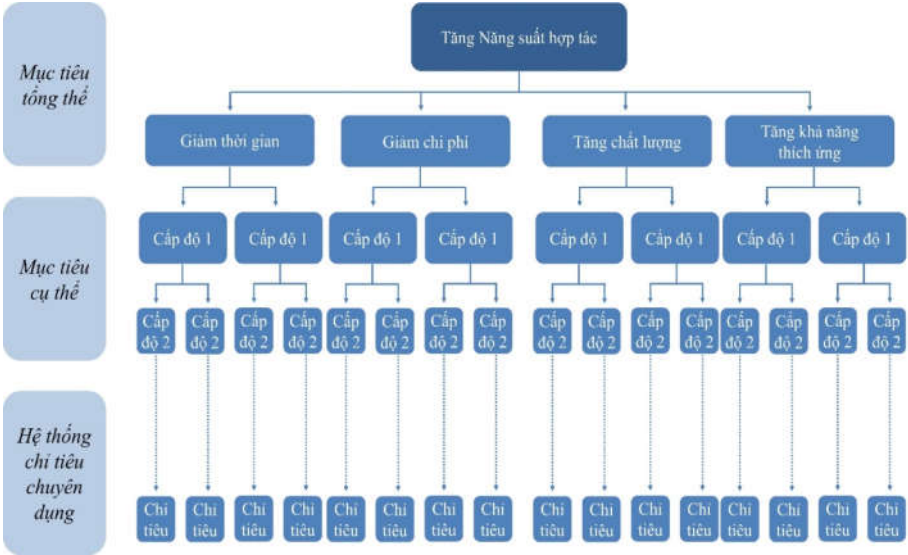 Mục tiêu
tổng thể
Tăng Năng suất hợp tác
Giảm thời gian
Giảm chi phí
Tăng chất lượng
Tăng khả năng
thích ứng
Mục tiêu
cụ thể
Cấp độ 1
Cấp độ 1
Cấp độ 1
Cấp độ 1
Cấp độ 1
Cấp độ 1
Cấp độ 1
Cấp độ 1
Cấp
độ 2
Cấp
độ 2
Cấp
độ 2
Cấp
độ 2
Cấp
độ 2
Cấp
độ 2
Cấp
độ 2
Cấp
độ 2
Cấp
độ 2
Cấp
độ 2
Cấp
độ 2
Cấp
độ 2
Cấp
độ 2
Cấp
độ 2
Cấp
độ 2
Cấp
độ 2
Hệ thống
chỉ tiêu
chuyên
dụng
Chỉ
tiêu
Chỉ
tiêu
Chỉ
tiêu
Chỉ
tiêu
Chỉ
tiêu
Chỉ
tiêu
Chỉ
tiêu
Chỉ
tiêu
Chỉ
tiêu
Chỉ
tiêu
Chỉ
tiêu
Chỉ
tiêu
Chỉ
tiêu
Chỉ
tiêu
Chỉ
tiêu
Chỉ
tiêu